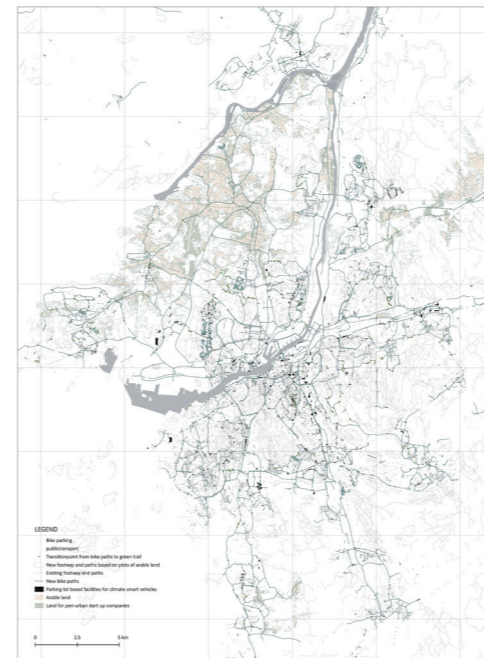 LEGEND
Bike parking
publictransport
Transitionpoint from bike paths to green trail
New footway and paths based on plots of arable land
Existing footway and paths
New bike paths
Parking lot based facilities for climate smart vehicles
Arable land
Land for peri-urban start up companies
0 2.5 5 km